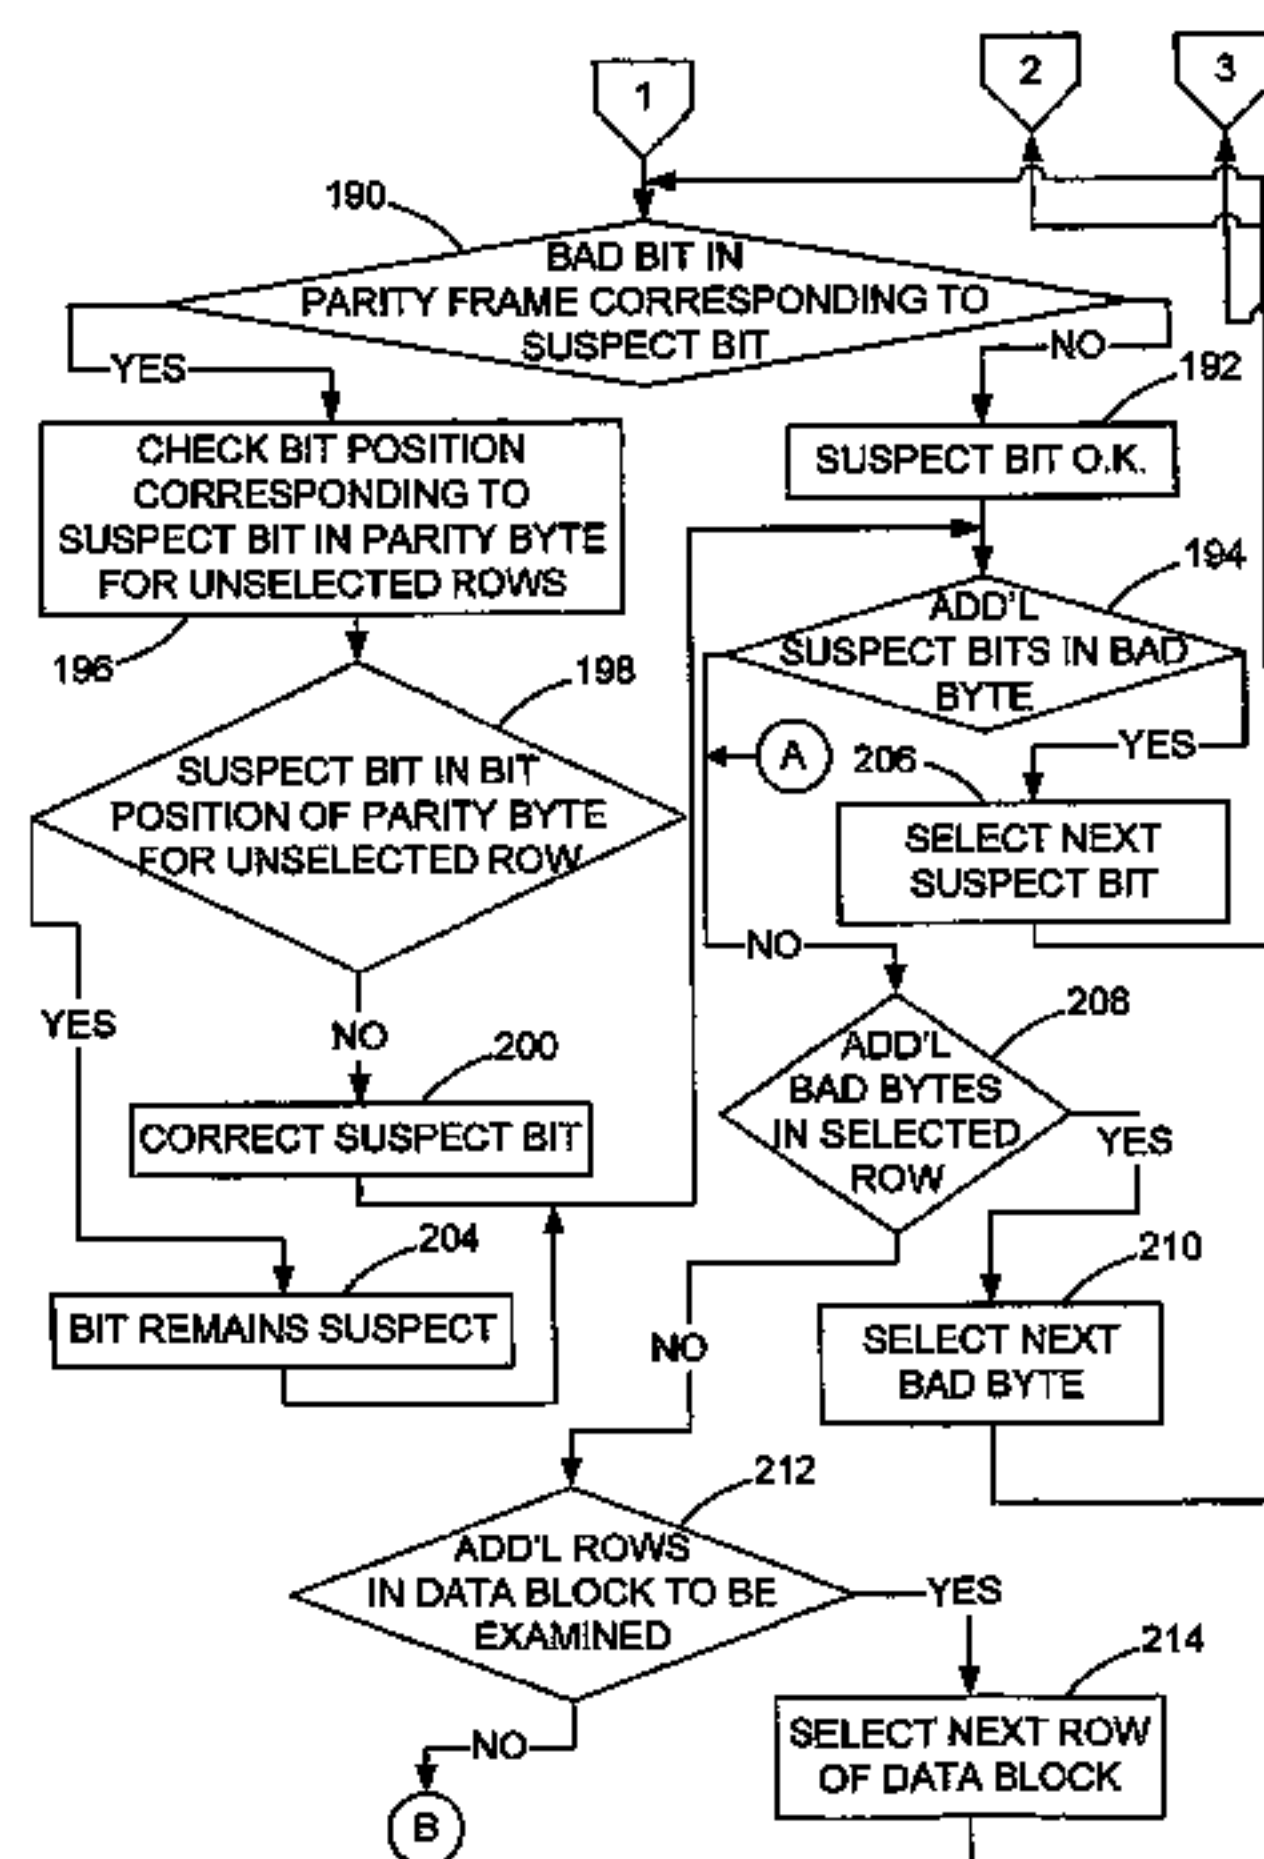 1
2
3
190
BAD BIT IN
PARITY FRAME CORRESPONDING TO
SUSPECT BIT
YES
NO
192
CHECK BIT POSITION
CORRESPONDING TO
SUSPECT BIT IN PARITY BYTE
FOR UNSELECTED ROWS
SUSPECT BIT O.K.
194
196
198
ADD'L
SUSPECT BITS IN BAD
BYTE
YES
A
206
SUSPECT BIT IN BIT
POSITION OF PARITY BYTE
FOR UNSELECTED ROW
SELECT NEXT
SUSPECT BIT
NO
YES
NO
208
ADD'L
BAD BYTES
IN SELECTED
ROW
YES
200
CORRECT SUSPECT BIT
204
BIT REMAINS SUSPECT
210
SELECT NEXT
BAD BYTE
NO
212
ADD'L ROWS
IN DATA BLOCK TO BE
EXAMINED
YES
214
SELECT NEXT ROW
OF DATA BLOCK
NO
B